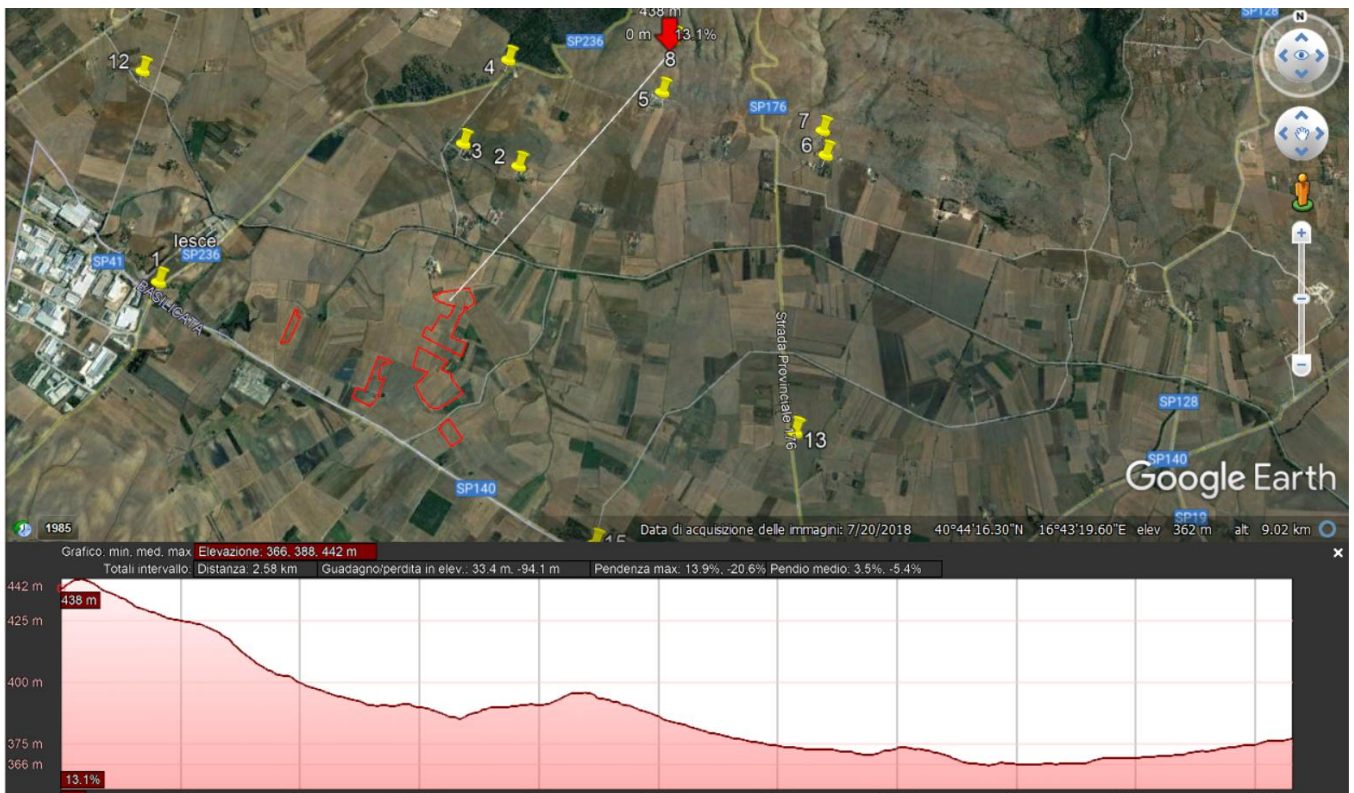 438 m
0 m 13.1%
8
SP128
N
SP236
12
4
5
SP176
7
6
3
2
Iesce
SP236
SP41
1
BASILICATA
Strada Provinciale 176
SP128
13
SP140
Google Earth
SP140
SP19
15
1985
Data di acquisizione delle immagini: 7/20/2018 40°44'16.30"N 16°43'19.60"E elev 362 m alt 9.02 km
Grafico: min, med, max Elevazione: 366, 388, 442 m
Totali intervallo: Distanza: 2.58 km Guadagno/perdita in elev.: 33.4 m, -94.1 m Pendenza max: 13.9%, -20.6% Pendio medio: 3.5%, -5.4%
442 m
438 m
425 m
400 m
375 m
366 m
13.1%